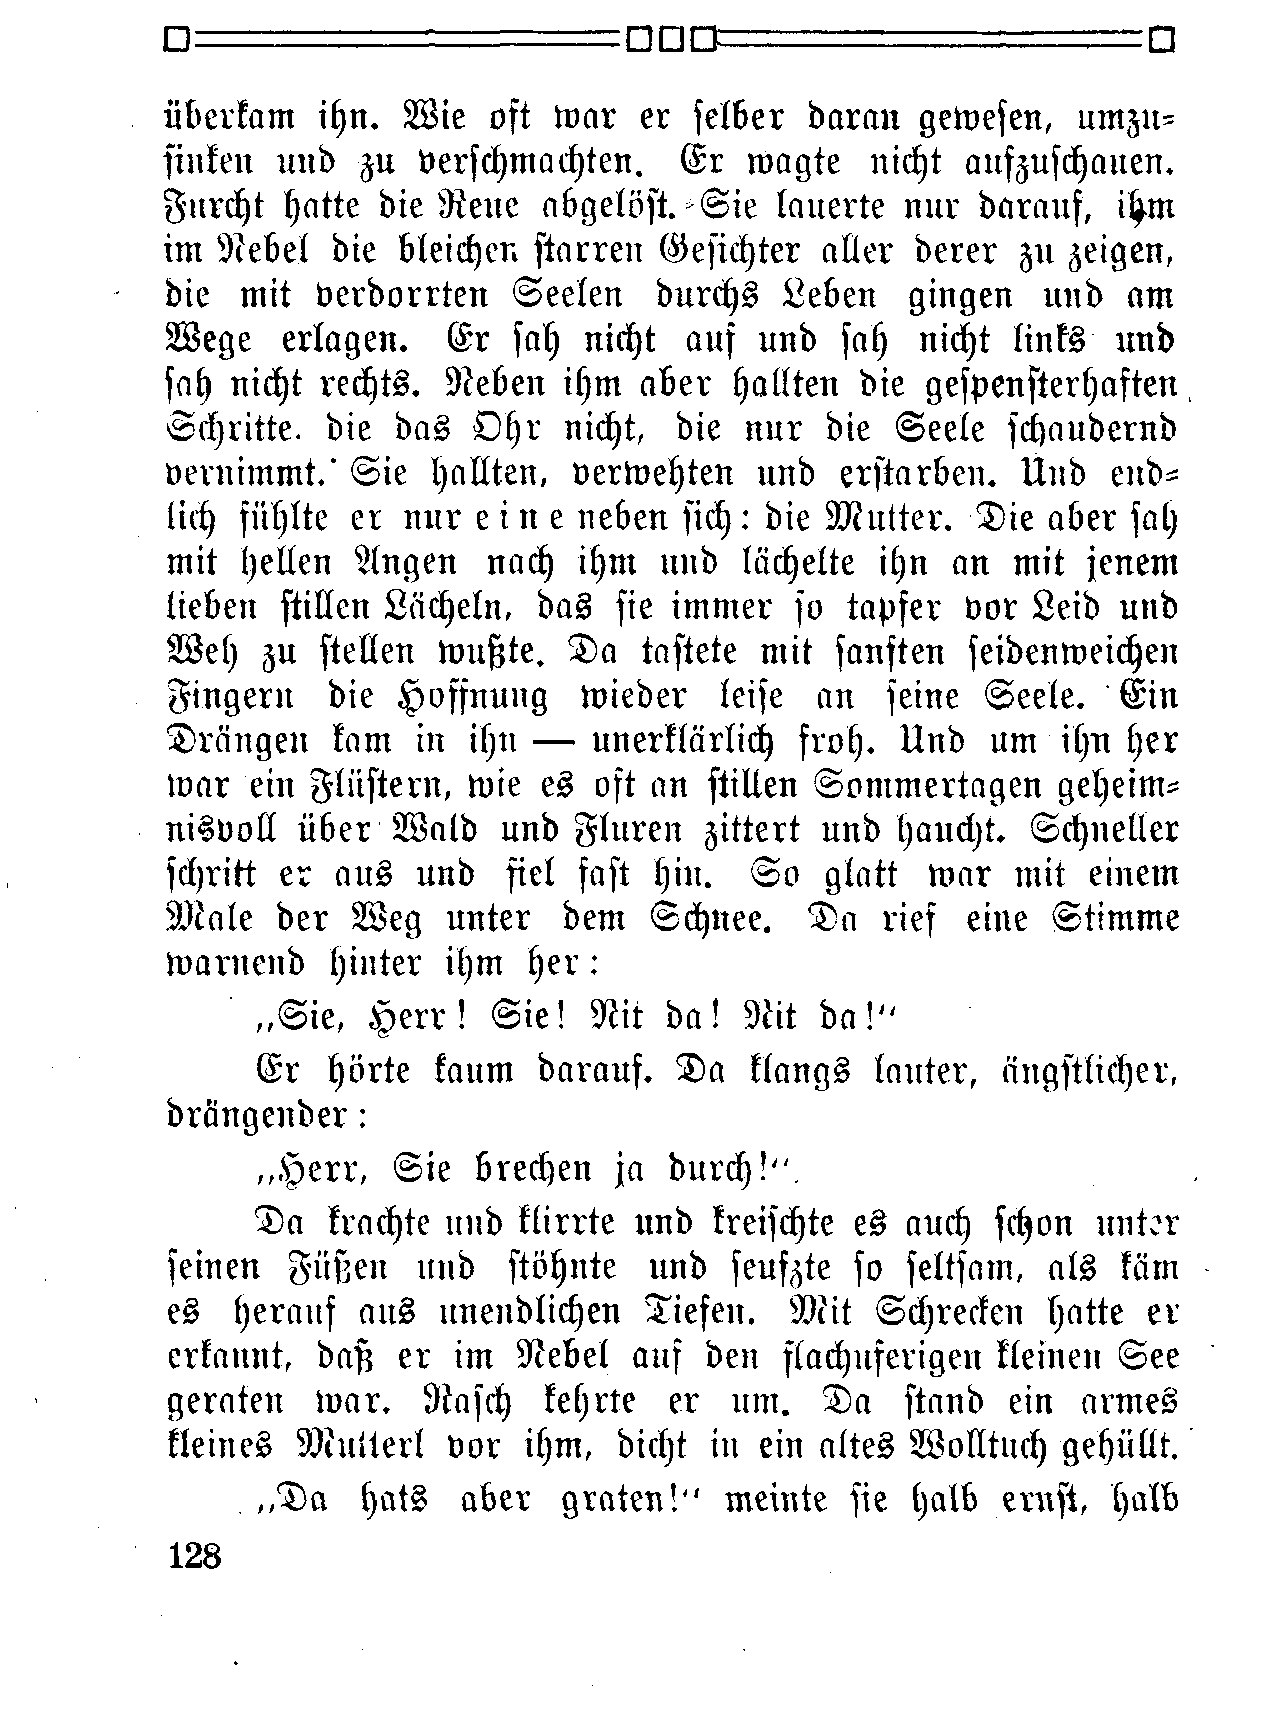 überkam ihn. Wie oft war er selber daran gewesen, umzu-
sinken und zu verschmachten. Er wagte nicht aufzuschauen.
Furcht hatte die Reue abgelöst. Sie lauerte nur darauf, ihm
im Nebel die bleichen starren Gesichter aller derer zu zeigen,
die mit verdorrten Seelen durchs Leben gingen und am
Wege erlagen. Er sah nicht auf und sah nicht links und
sah nicht rechts. Neben ihm aber hallten die gespensterhaften
Schritte, die das Ohr nicht, die nur die Seele schaudernd
vernimmt. Sie hallten, verwehten und erstarben. Und end-
lich fühlte er nur eine neben sich: die Mutter. Die aber sah
mit hellen Augen nach ihm und lächelte ihn an mit jenem
lieben stillen Lächeln, das sie immer so tapfer vor Leid und
Weh zu stellen wußte. Da tastete mit sanften seidenweichen
Fingern die Hoffnung wieder leise an seine Seele. Ein
Drängen kam in ihn — unerklärlich froh. Und um ihn her
war ein Flüstern, wie es oft an stillen Sommertagen geheim-
nisvoll über Wald und Fluren zittert und haucht. Schneller
schritt er aus und fiel fast hin. So glatt war mit einem
Male der Weg unter dem Schnee. Da rief eine Stimme
warnend hinter ihm her:
„Sie, Herr! Sie! Nit da! Nit da!“
Er hörte kaum darauf. Da klangs lauter, ängstlicher,
drängender:
„Herr, Sie brechen ja durch!“
Da krachte und klirrte und kreischte es auch schon unter
seinen Füßen und stöhnte und seufzte so seltsam, als käm
es herauf aus unendlichen Tiefen. Mit Schrecken hatte er
erkannt, daß er im Nebel auf den flachuferigen kleinen See
geraten war. Rasch kehrte er um. Da stand ein armes
kleines Mutterl vor ihm, dicht in ein altes Wolltuch gehüllt.
„Da hats aber graten!“ meinte sie halb ernst, halb
128